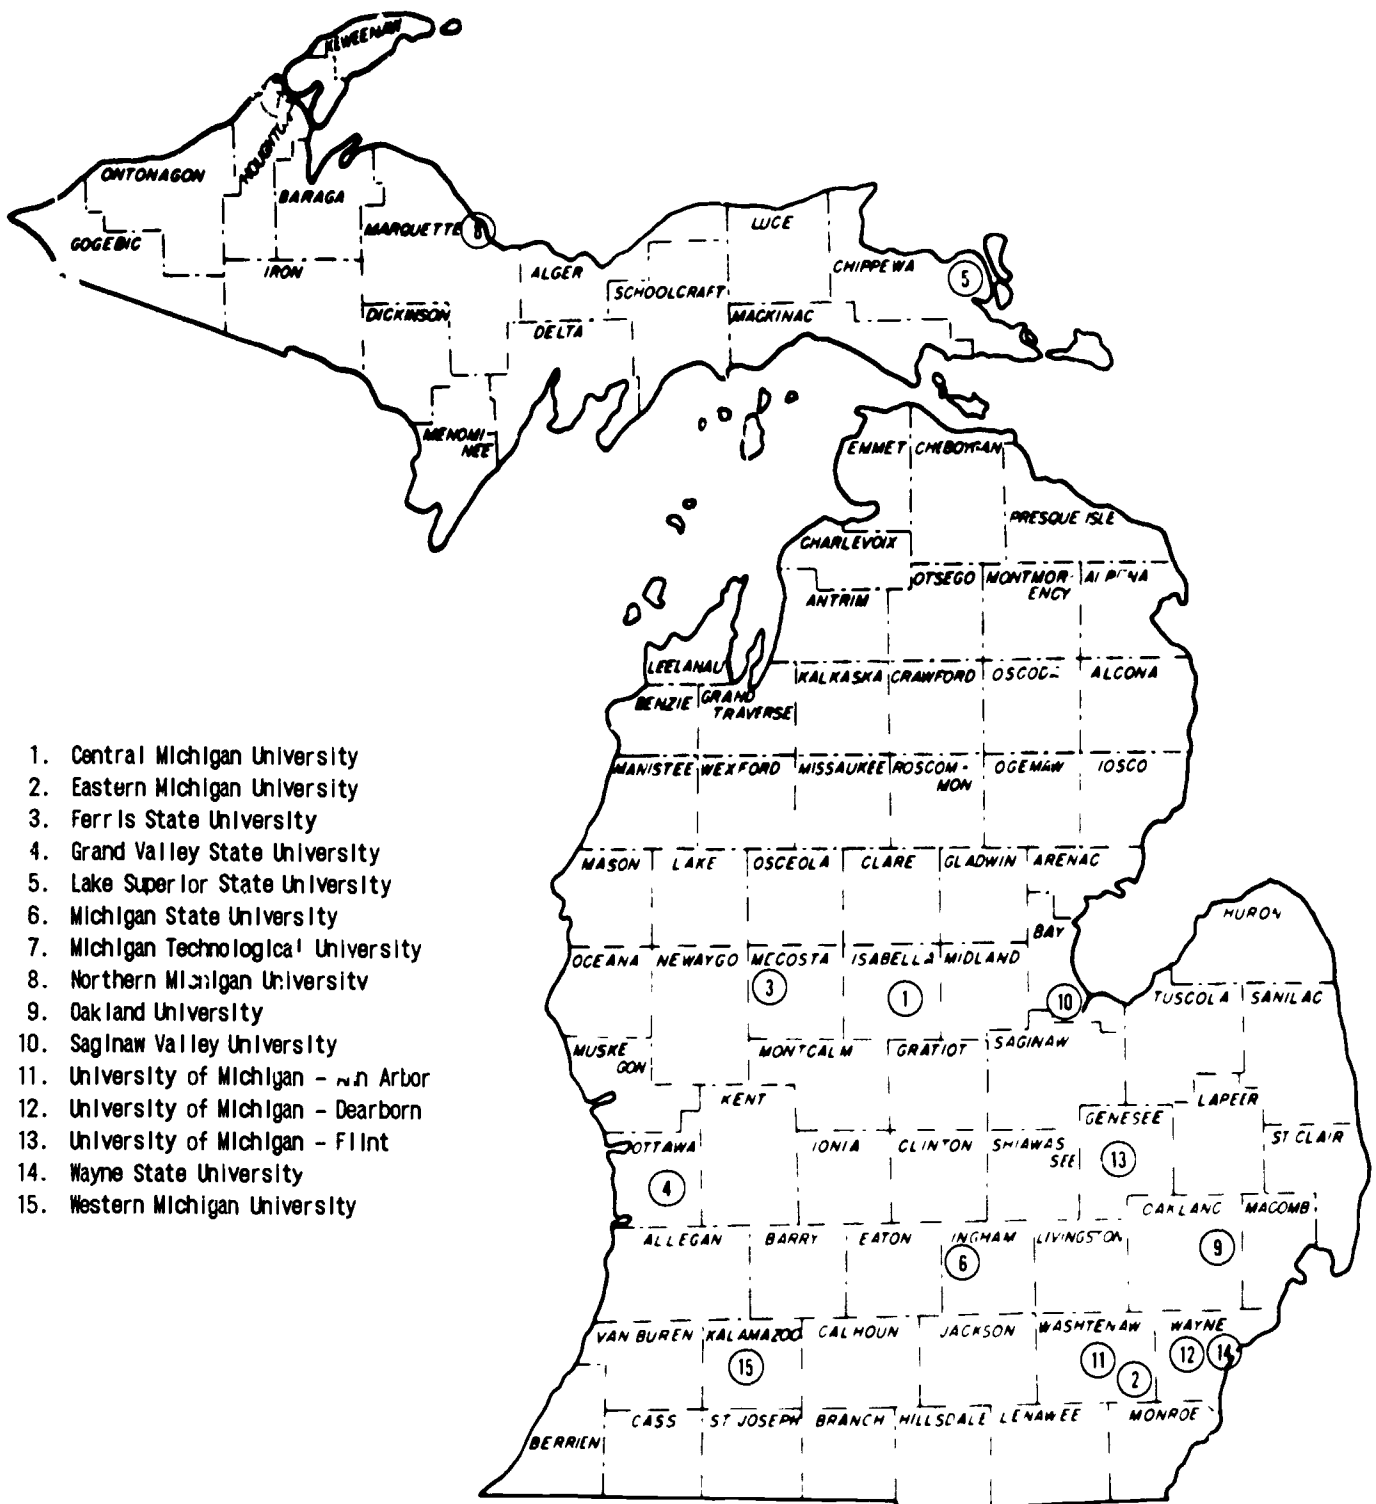 KEWEENAW
ONTONAGON
BARAGA
GOGEBIC
IRON
MARQUETTE 8
DICKINSON
ALGER
SCHOOLCRAFT
DELTA
LUCE
CHIPPEWA 5
MACKINAC
MENOMI-
NEE
EMMET
CHEBOYGAN
PRESQUE ISLE
CHARLEVOIX
ANTRIM
OTSEGO
MONTMOR-
ENCY
LEELANAU
BENZIE
GRAND
TRAVERSE
KALKASKA
CRAWFORD
ALCONA
MANISTEE
WEXFORD
MISSAUKEE
ROSCOM-
MON
OGEMAW
IOSCO
MASON
LAKE
OSCEOLA
CLARE
GLADWIN
ARENAC
HURON
BAY
OCEANA
NEWAYGO
MECOSTA
3
ISABELLA
1
MIDLAND
10
TUSCOLA
SANILAC
MUSKE
GON
MONTCALM
GRATIOT
SAGINAW
KENT
LAPEER
GENESEE
13
OTTAWA
4
IONIA
CLINTON
SHIAWAS
SEE
ST CLAIR
ALLEGAN
BARRY
EATON
INGHAM
6
LIVINGSTON
9
MACOMB
VAN BUREN
KALAMAZOO
15
CALHOUN
JACKSON
WASHTENAW
11
2
WAYNE
12
14
BERRIEN
CASS
ST JOSEPH
BRANCH
HILLSDALE
LENAWEE
MONROE
1. Central Michigan University
2. Eastern Michigan University
3. Ferris State University
4. Grand Valley State University
5. Lake Superior State University
6. Michigan State University
7. Michigan Technological University
8. Northern Michigan University
9. Oakland University
10. Saginaw Valley University
11. University of Michigan - Ann Arbor
12. University of Michigan - Dearborn
13. University of Michigan - Flint
14. Wayne State University
15. Western Michigan University